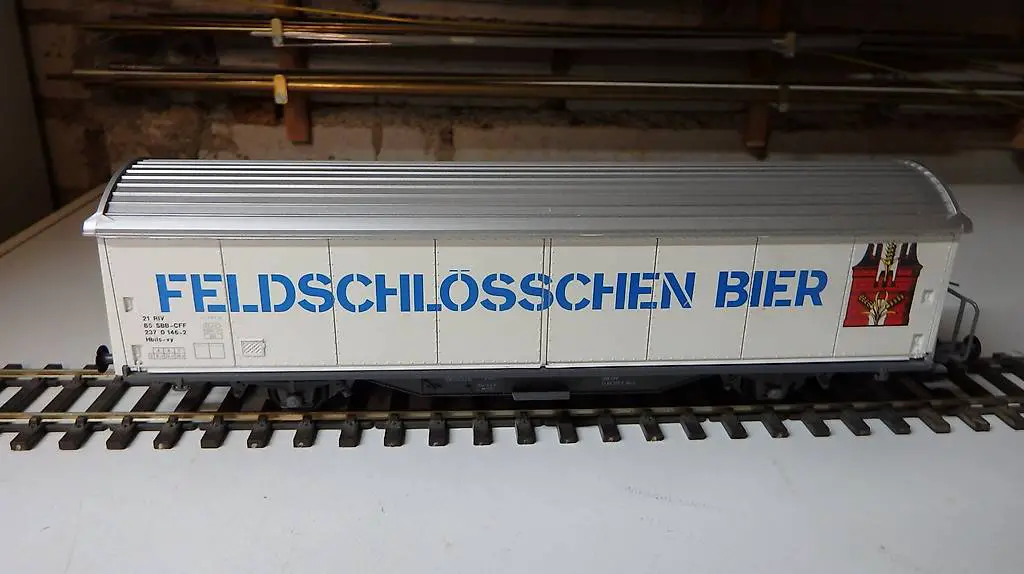 FELDSCHLÖSSCHEN BIER
21 RIV
85 SBB-CFF
237 0 146-2
Hbils-vy